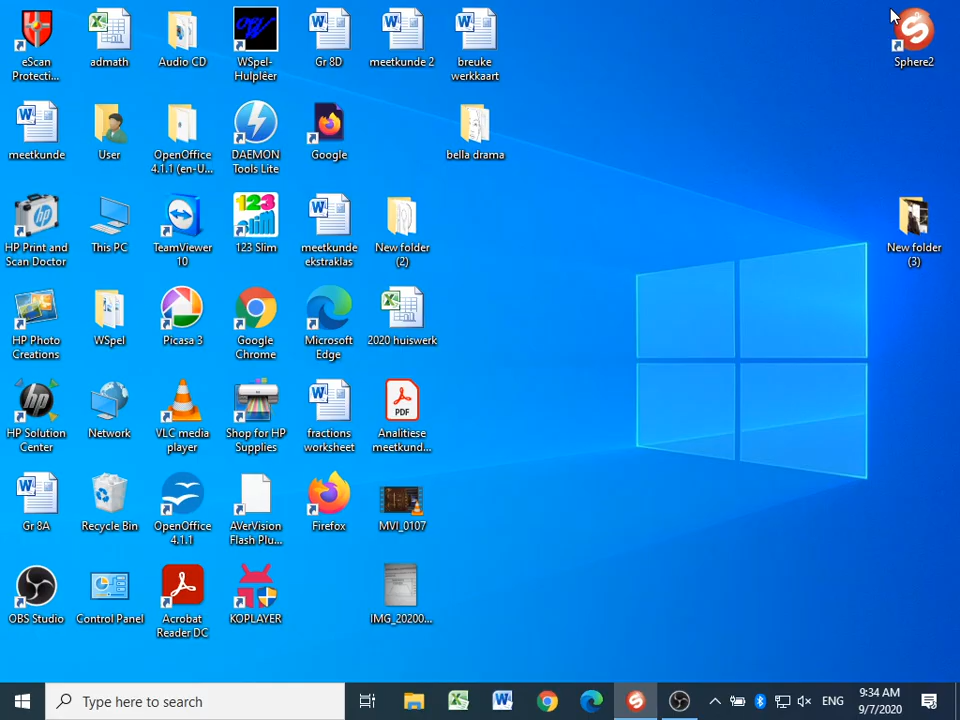 eScan
Protecti...
admath
Audio CD
WSpel-
Hulpleër
Gr 8D
meetkunde 2
breuke
werkkaart
Sphere2
meetkunde
User
OpenOffice
4.1.1 (en-U...
DAEMON
Tools Lite
Google
bella drama
HP Print and
Scan Doctor
This PC
TeamViewer
10
123
slim
123 Slim
meetkunde
ekstraklas
New folder
(2)
New folder
(3)
HP Photo
Creations
WSpel
Picasa 3
Google
Chrome
Microsoft
Edge
2020 huiswerk
HP Solution
Center
Network
VLC media
player
Shop for HP
Supplies
fractions
worksheet
PDF
Analitiese
meetkund...
Gr 8A
Recycle Bin
OpenOffice
4.1.1
AVerVision
Flash Plu...
Firefox
MVI_0107
OBS Studio
Control Panel
Acrobat
Reader DC
KOPLAYER
IMG_20200...
Type here to search
ENG
9:34 AM
9/7/2020